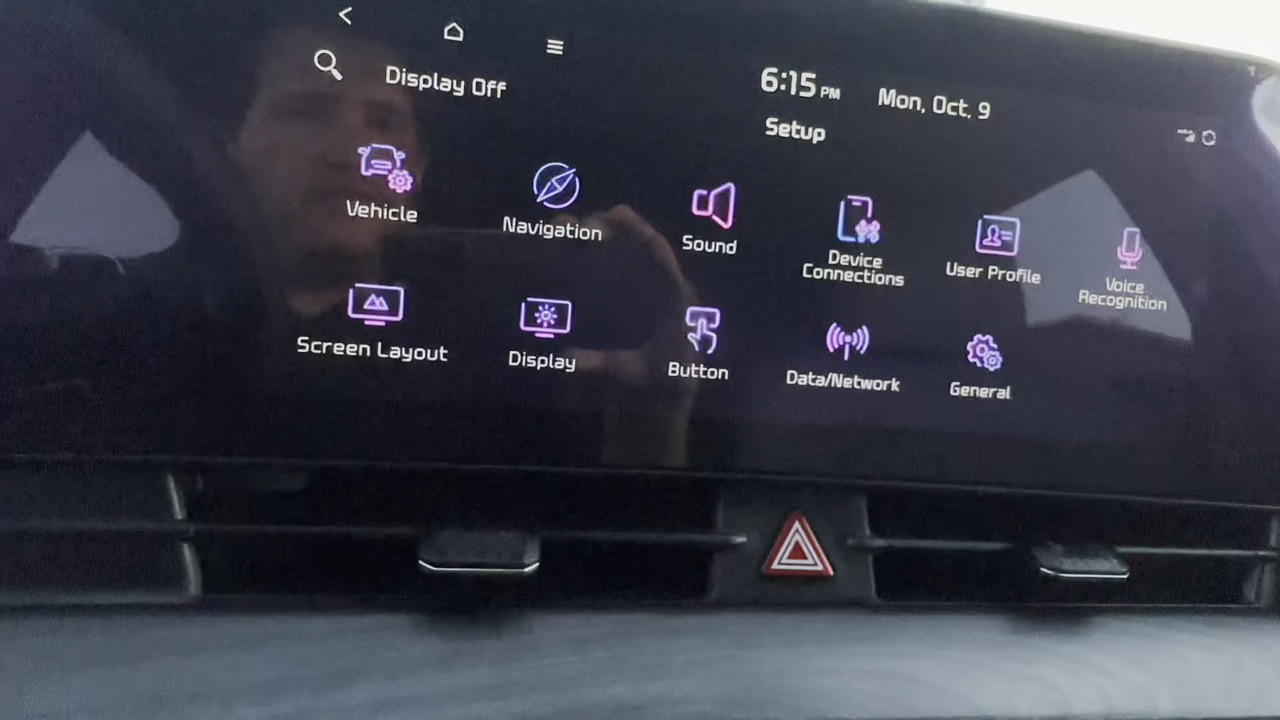 Display Off
6:15 PM
Mon, Oct, 9
Setup
Vehicle
Navigation
Sound
Device
Connections
User Profile
Voice
Recognition
Screen Layout
Display
Button
Data/Network
General